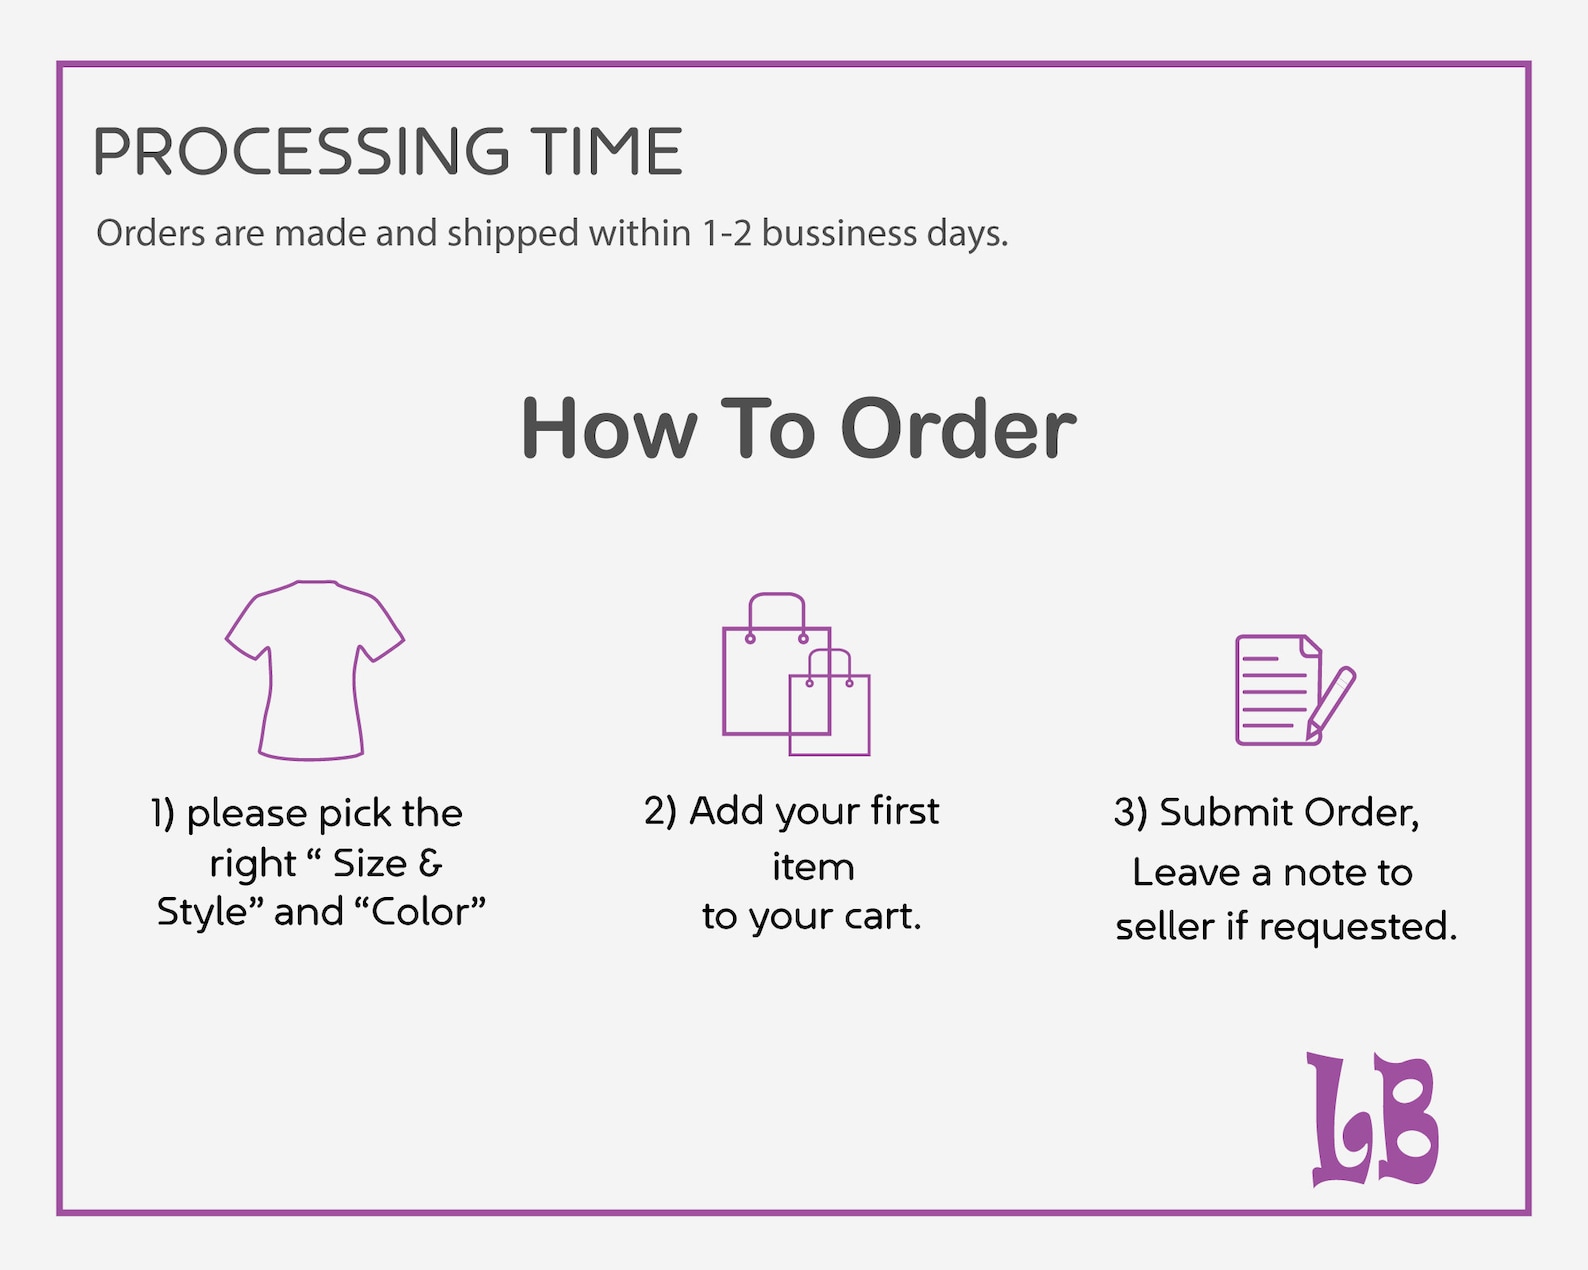 PROCESSING TIME
Orders are made and shipped within 1-2 bussiness days.
How To Order
1) please pick the
right “ Size &
Style” and “Color”
2) Add your first
item
to your cart.
3) Submit Order,
Leave a note to
seller if requested.
LB